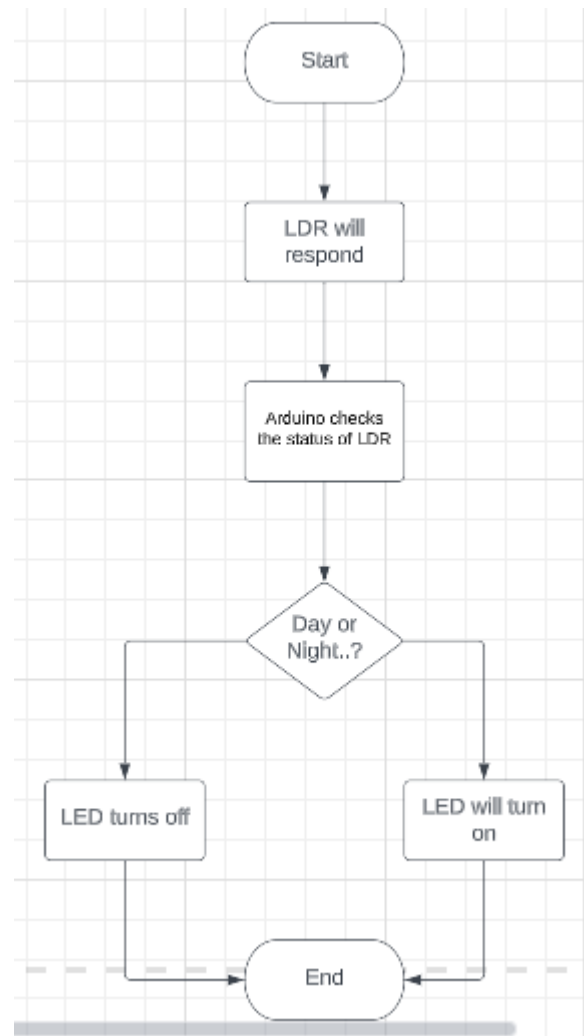 Start
LDR will
respond
Arduino checks
the status of LDR
Day or
Night..?
LED turns off
LED will turn
on
End